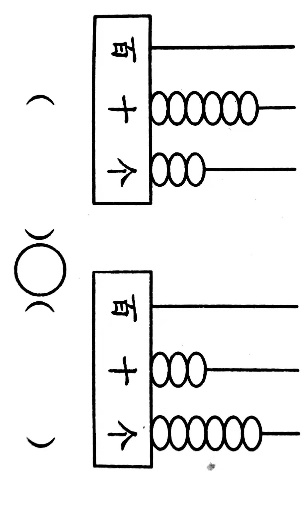 百 十 个 百 十 个
(   ) ○ (   )